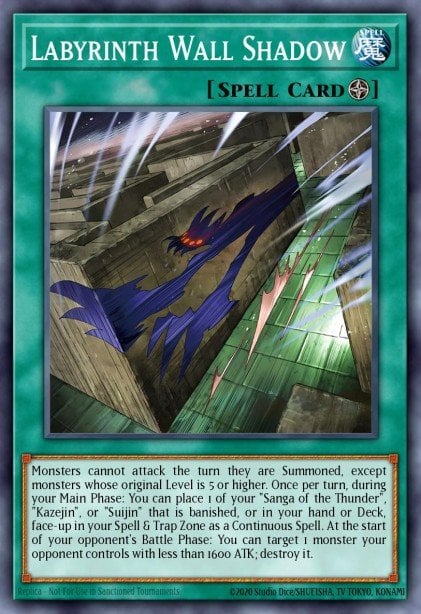 LABYRINTH WALL SHADOW
SPELL
魔
[SPELL CARD]
Monsters cannot attack the turn they are Summoned, except
monsters whose original Level is 5 or higher. Once per turn, during
your Main Phase: You can place 1 of your "Sanga of the Thunder",
"Kazejin", or "Suijin" that is banished, or in your hand or Deck,
face-up in your Spell & Trap Zone as a Continuous Spell. At the start
of your opponent's Battle Phase: You can target 1 monster your
opponent controls with less than 1600 ATK; destroy it.
Replica - Not For Use in Sanctioned Tournaments
©2020 Studio Dice/SHUEISHA, TV TOKYO, KONAMI